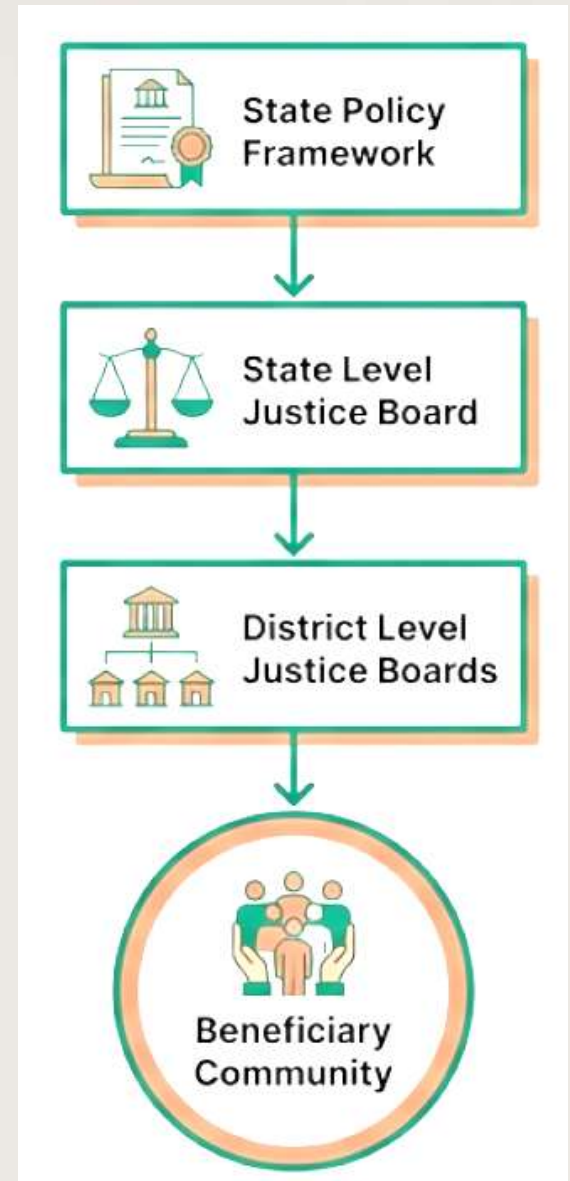 State Policy
Framework
State Level
Justice Board
District Level
Justice Boards
Beneficiary
Community